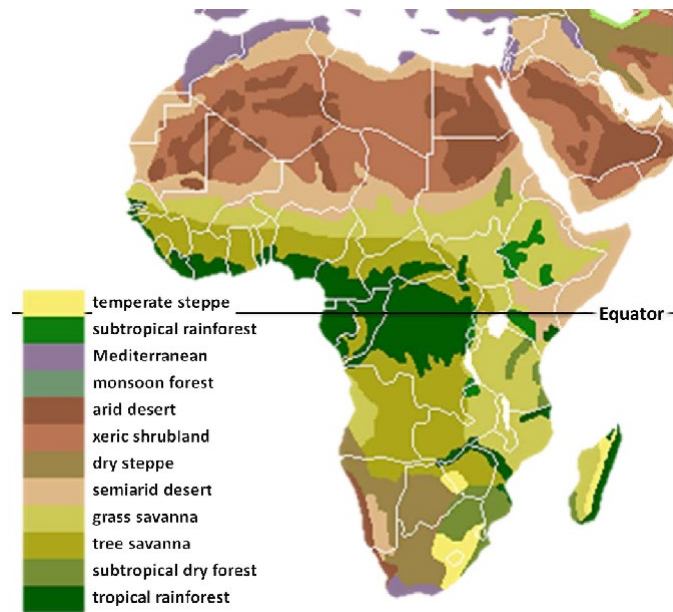 temperate steppe
subtropical rainforest
Equator
Mediterranean
monsoon forest
arid desert
xeric shrubland
dry steppe
semiarid desert
grass savanna
tree savanna
subtropical dry forest
tropical rainforest